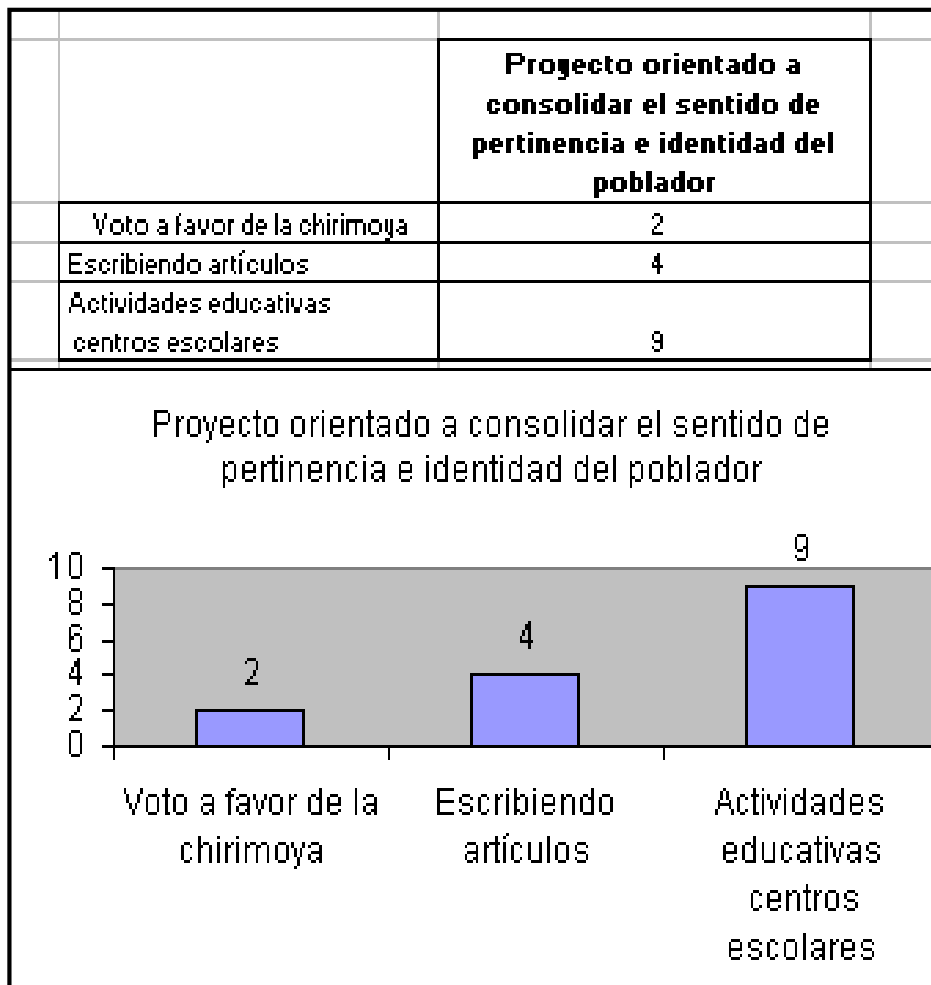 Proyecto orientado a
consolidar el sentido de
pertinencia e identidad del
poblador
Voto a favor de la chirimoya 2
Escribiendo artículos 4
Actividades educativas
centros escolares 9
Proyecto orientado a consolidar el sentido de
pertinencia e identidad del poblador
10
8
6
4
2
0
2
4
9
Voto a favor de la
chirimoya
Escribiendo
artículos
Actividades
educativas
centros
escolares